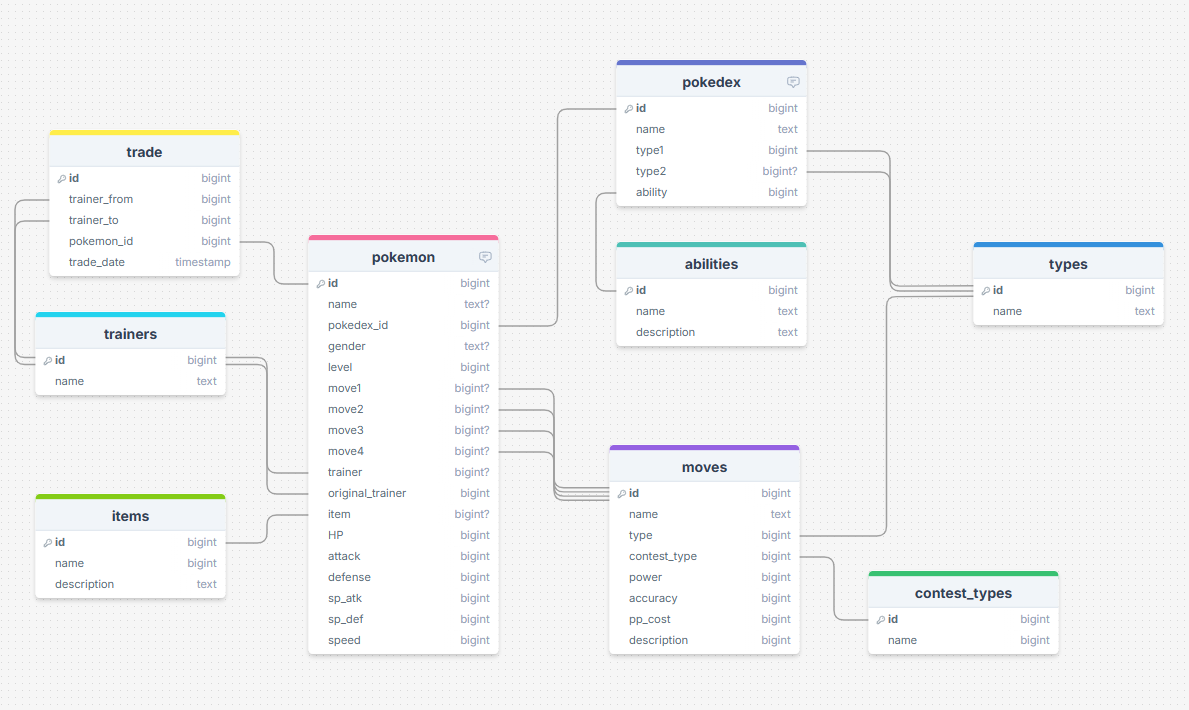 trade
id bigint
trainer_from bigint
trainer_to bigint
pokemon_id bigint
trade_date timestamp
trainers
id bigint
name text
items
id bigint
name bigint
description text
pokemon
id bigint
name text?
pokedex_id bigint
gender text?
level bigint
move1 bigint?
move2 bigint?
move3 bigint?
move4 bigint?
trainer bigint?
original_trainer bigint
item bigint?
HP bigint
attack bigint
defense bigint
sp_atk bigint
sp_def bigint
speed bigint
pokedex
id bigint
name text
type1 bigint
type2 bigint?
ability bigint
abilities
id bigint
name text
description text
moves
id bigint
name text
type bigint
contest_type bigint
power bigint
accuracy bigint
pp_cost bigint
description bigint
types
id bigint
name text
contest_types
id bigint
name bigint